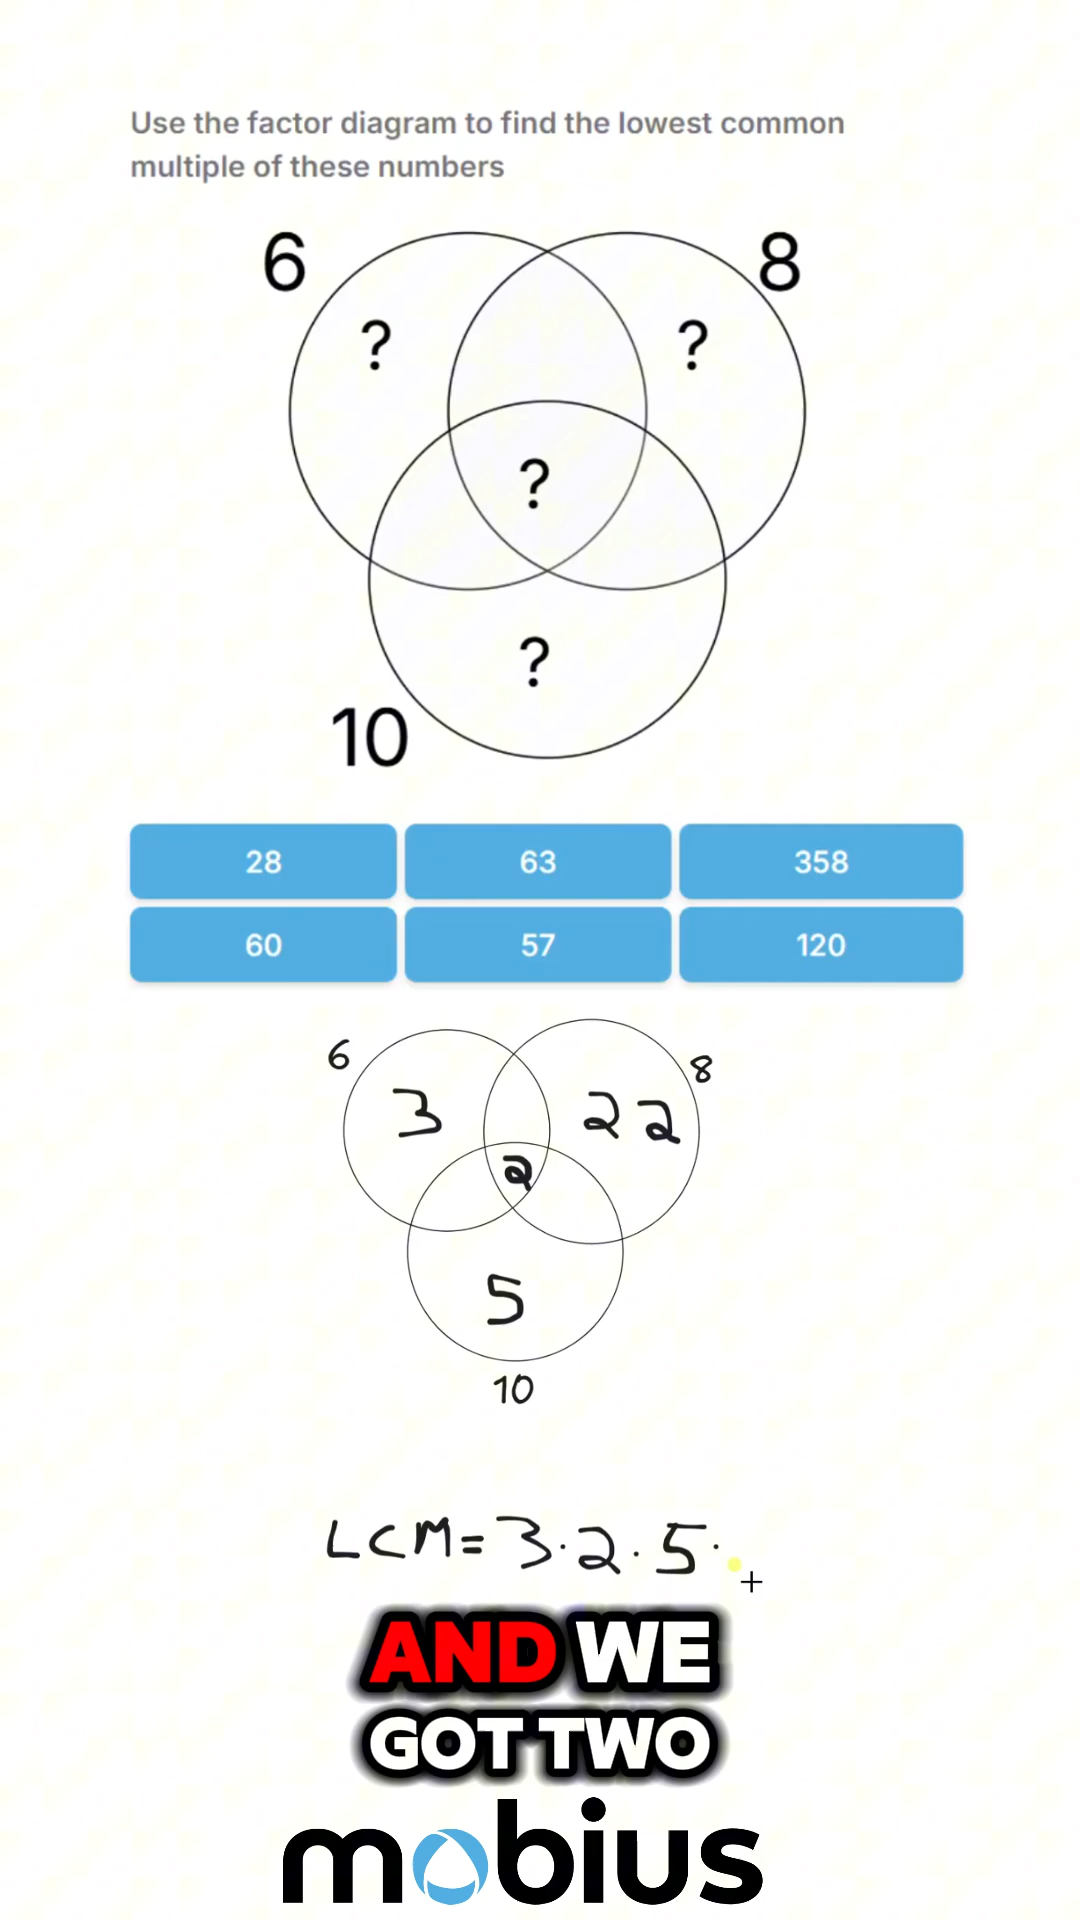 Use the factor diagram to find the lowest common
multiple of these numbers
6
8
?
?
?
?
10
28 63 358
60 57 120
6
8
3
2 2
2
5
10
LCM=3·2·5·
AND WE
GOT TWO
mobius